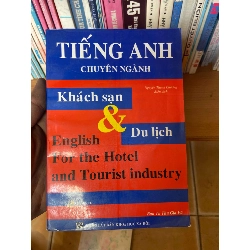 TIẾNG ANH
CHUYÊN NGÀNH
Khách sạn
&
Du lịch
English
For the Hotel
and Tourist industry